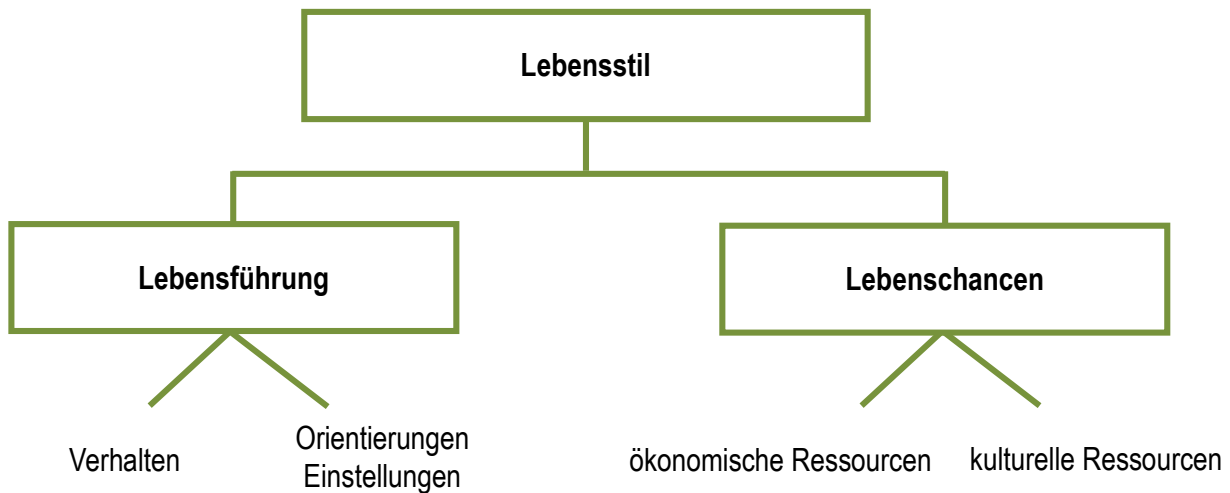 Lebensstil
Lebensführung
Lebenschancen
Verhalten
Orientierungen
Einstellungen
ökonomische Ressourcen
kulturelle Ressourcen